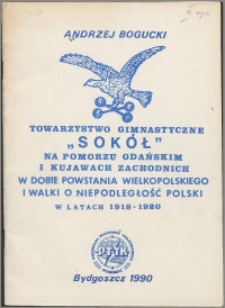 ANDRZEJ BOGUCKI
TOWARZYSTWO GIMNASTYCZNE
„SOKÓŁ"
NA POMORZU GDAŃSKIM
I KUJAWACH ZACHODNICH
W DOBIE POWSTANIA WIELKOPOLSKIEGO
I WALKI O NIEPODLEGŁOŚĆ POLSKI
W LATACH 1918-1920
PTTK
Bydgoszcz 1990